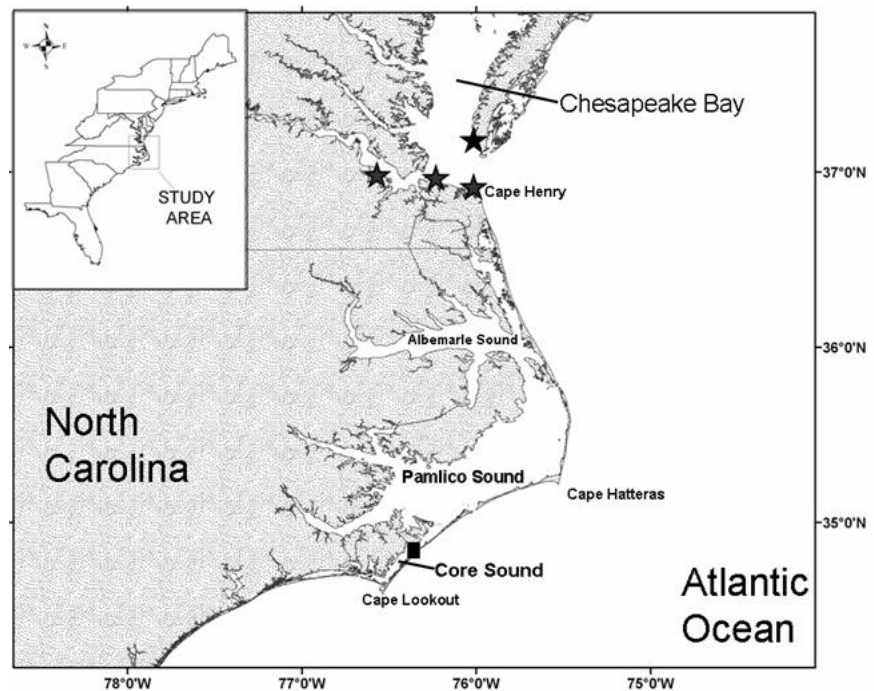 N
W
E
S
STUDY
AREA
Chesapeake Bay
37°0'N
Cape Henry
Albemarle Sound
36°0'N
North
Carolina
Pamlico Sound
Cape Hatteras
35°0'N
Core Sound
Cape Lookout
Atlantic
Ocean
78°0'W
77°0'W
76°0'W
75°0'W